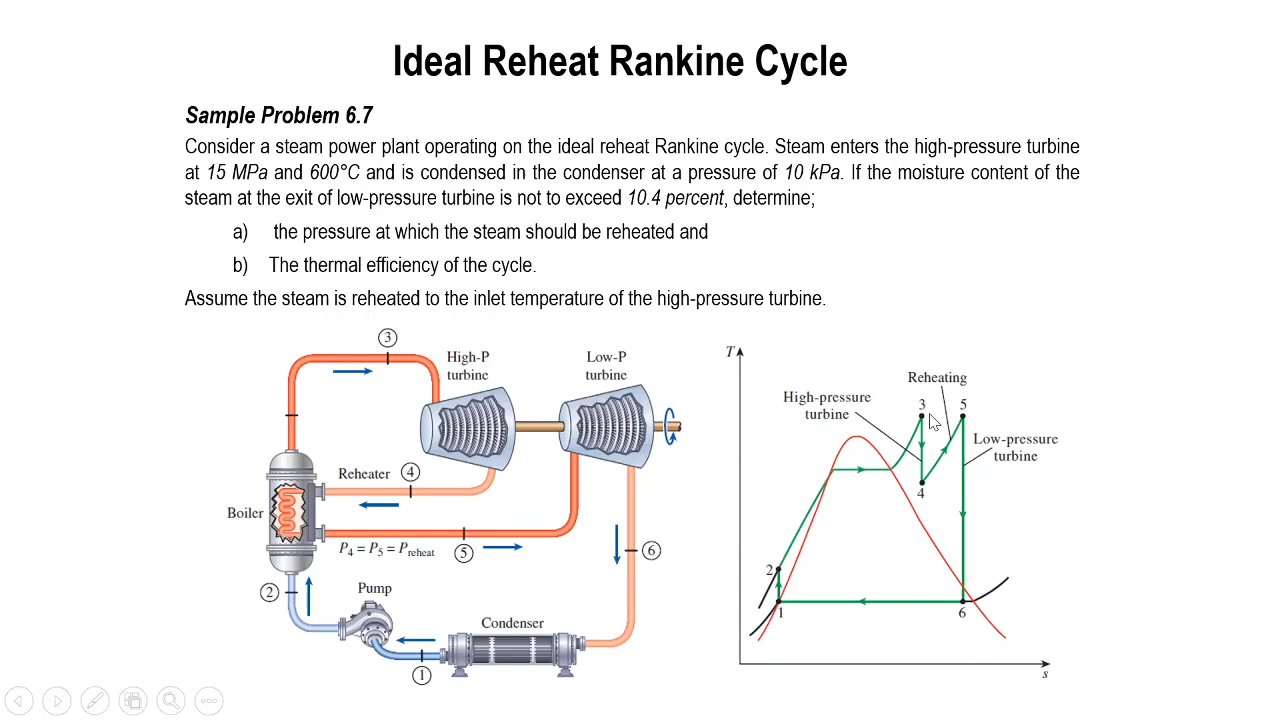 Ideal Reheat Rankine Cycle
Sample Problem 6.7
Consider a steam power plant operating on the ideal reheat Rankine cycle. Steam enters the high-pressure turbine
at 15 MPa and 600°C and is condensed in the condenser at a pressure of 10 kPa. If the moisture content of the
steam at the exit of low-pressure turbine is not to exceed 10.4 percent, determine;
a) the pressure at which the steam should be reheated and
b) The thermal efficiency of the cycle.
Assume the steam is reheated to the inlet temperature of the high-pressure turbine.
3
High-P
turbine
Low-P
turbine
Reheater
4
Boiler
P4 = P5 = Preheat
5
6
2
Pump
Condenser
1
T
Reheating
High-pressure
turbine
3
5
Low-pressure
turbine
4
2
1
6
s